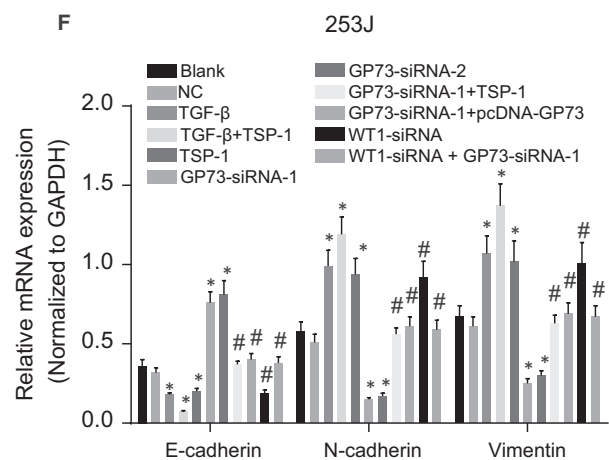 F
253J
Blank
NC
TGF-β
TGF-β+TSP-1
TSP-1
GP73-siRNA-1
GP73-siRNA-2
GP73-siRNA-1+TSP-1
GP73-siRNA-1+pcDNA-GP73
WT1-siRNA
WT1-siRNA + GP73-siRNA-1
Relative mRNA expression
(Normalized to GAPDH)
2.0
1.5
1.0
0.5
0.0
* * * * * # # # #
* * * * * # # # #
* * * * * # # # #
E-cadherin N-cadherin Vimentin